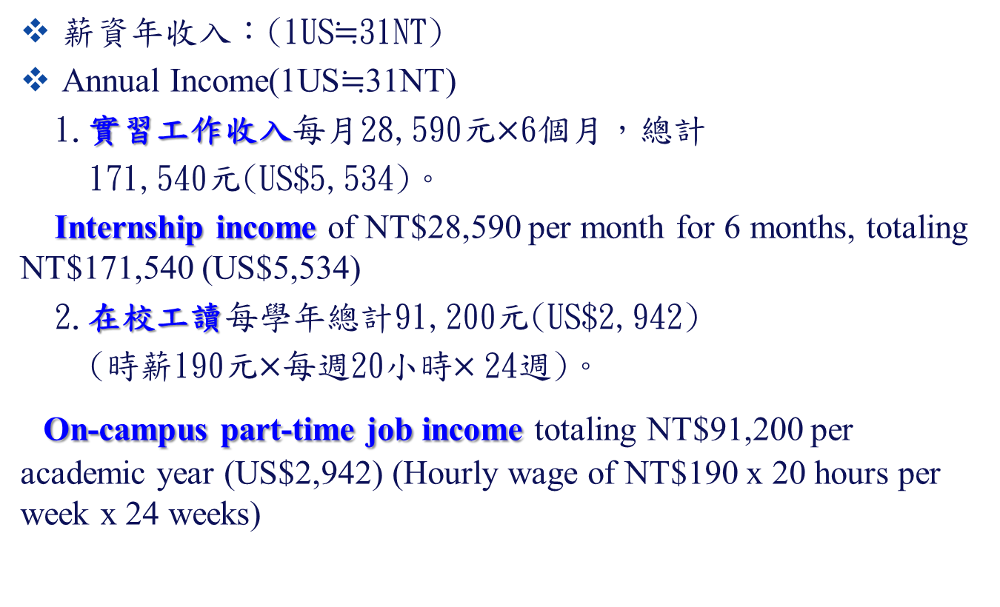 ❖ 薪資年收入：(1US≒31NT)
❖ Annual Income(1US≒31NT)
1.實習工作收入每月28,590元×6個月，總計
171,540元(US$5,534)。
Internship income of NT$28,590 per month for 6 months, totaling
NT$171,540 (US$5,534)
2.在校工讀每學年總計91,200元(US$2,942)
(時薪190元×每週20小時× 24週)。
On-campus part-time job income totaling NT$91,200 per
academic year (US$2,942) (Hourly wage of NT$190 x 20 hours per
week x 24 weeks)